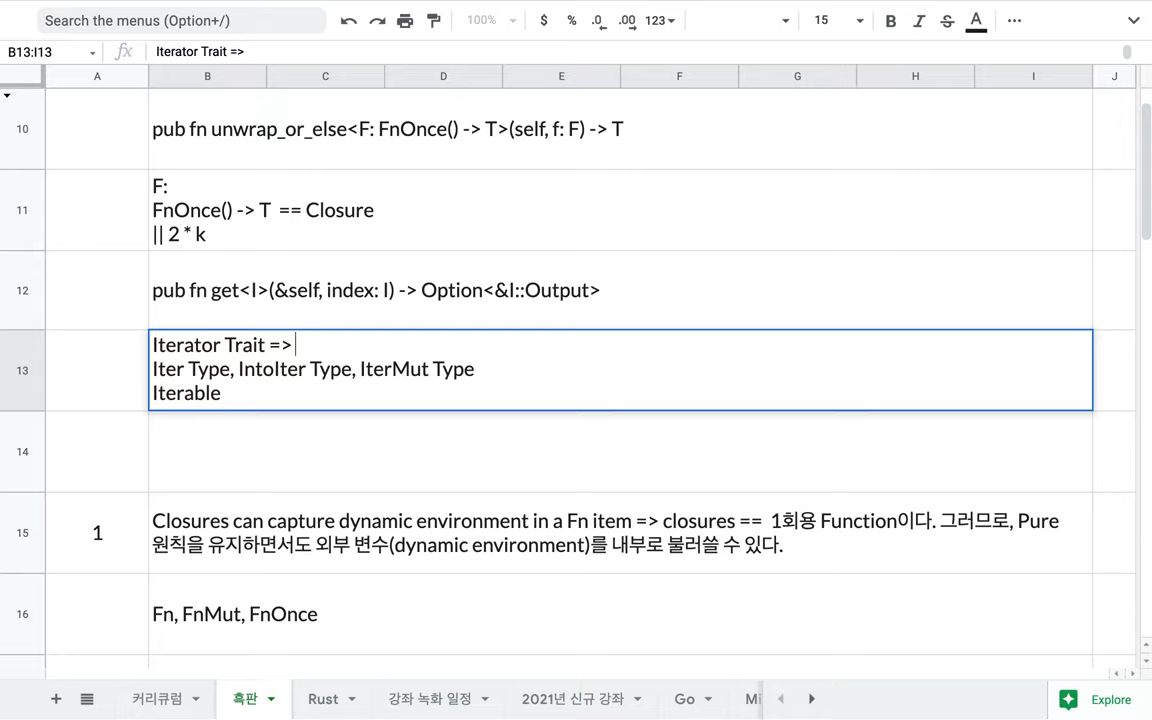 Search the menus (Option+/)
100%
$ % .0 .00 123
15
B I S A
B13:I13
fx
Iterator Trait =>
A B C D E F G H I J
10
pub fn unwrap_or_else<F: FnOnce() -> T>(self, f: F) -> T
11
F:
FnOnce() -> T == Closure
|| 2 * k
12
pub fn get<I>(&self, index: I) -> Option<&I::Output>
13
Iterator Trait =>
Iter Type, IntoIter Type, IterMut Type
Iterable
14
15
1
Closures can capture dynamic environment in a Fn item => closures == 1회용 Function이다. 그러므로, Pure
원칙을 유지하면서도 외부 변수(dynamic environment)를 내부로 불러쓸 수 있다.
16
Fn, FnMut, FnOnce
커리큐럼 흑판 Rust 강좌 녹화 일정 2021년 신규 강좌 Go Mi
Explore